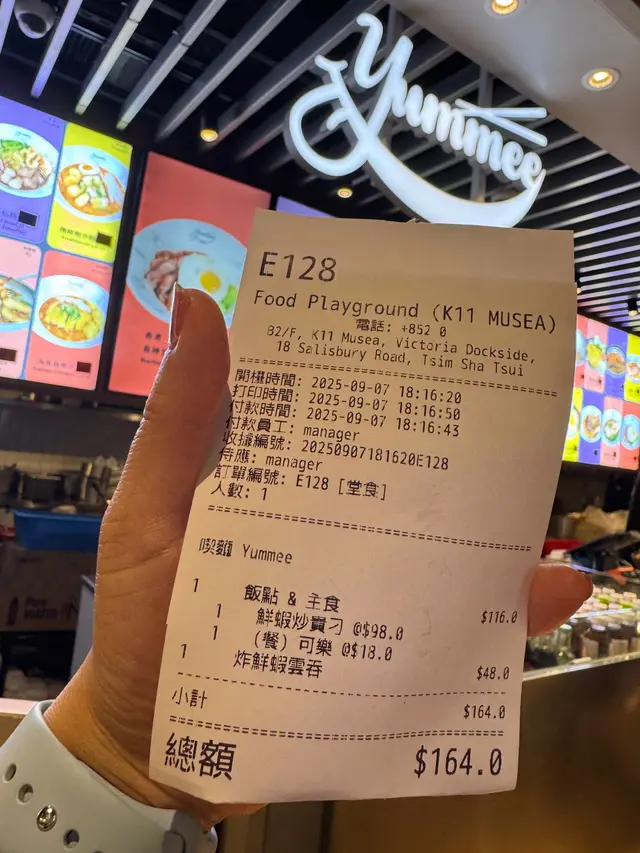 Yummee
E128
Food Playground (K11 MUSEA)
電話: +852 0
B2/F, K11 Musea, Victoria Dockside,
18 Salisbury Road, Tsim Sha Tsui
開檯時間: 2025-09-07 18:16:20
打印時間: 2025-09-07 18:16:50
付款時間: 2025-09-07 18:16:43
付款員工: manager
收據編號: 20250907181620E128
侍應: manager
訂單編號: E128 [堂食]
人數: 1
喫麵 Yummee
1 飯點 & 主食 $116.0
1 鮮蝦炒貴刁 @$98.0
1 (餐) 可樂 @$18.0
1 炸鮮蝦雲吞 $48.0
小計 $164.0
總額 $164.0